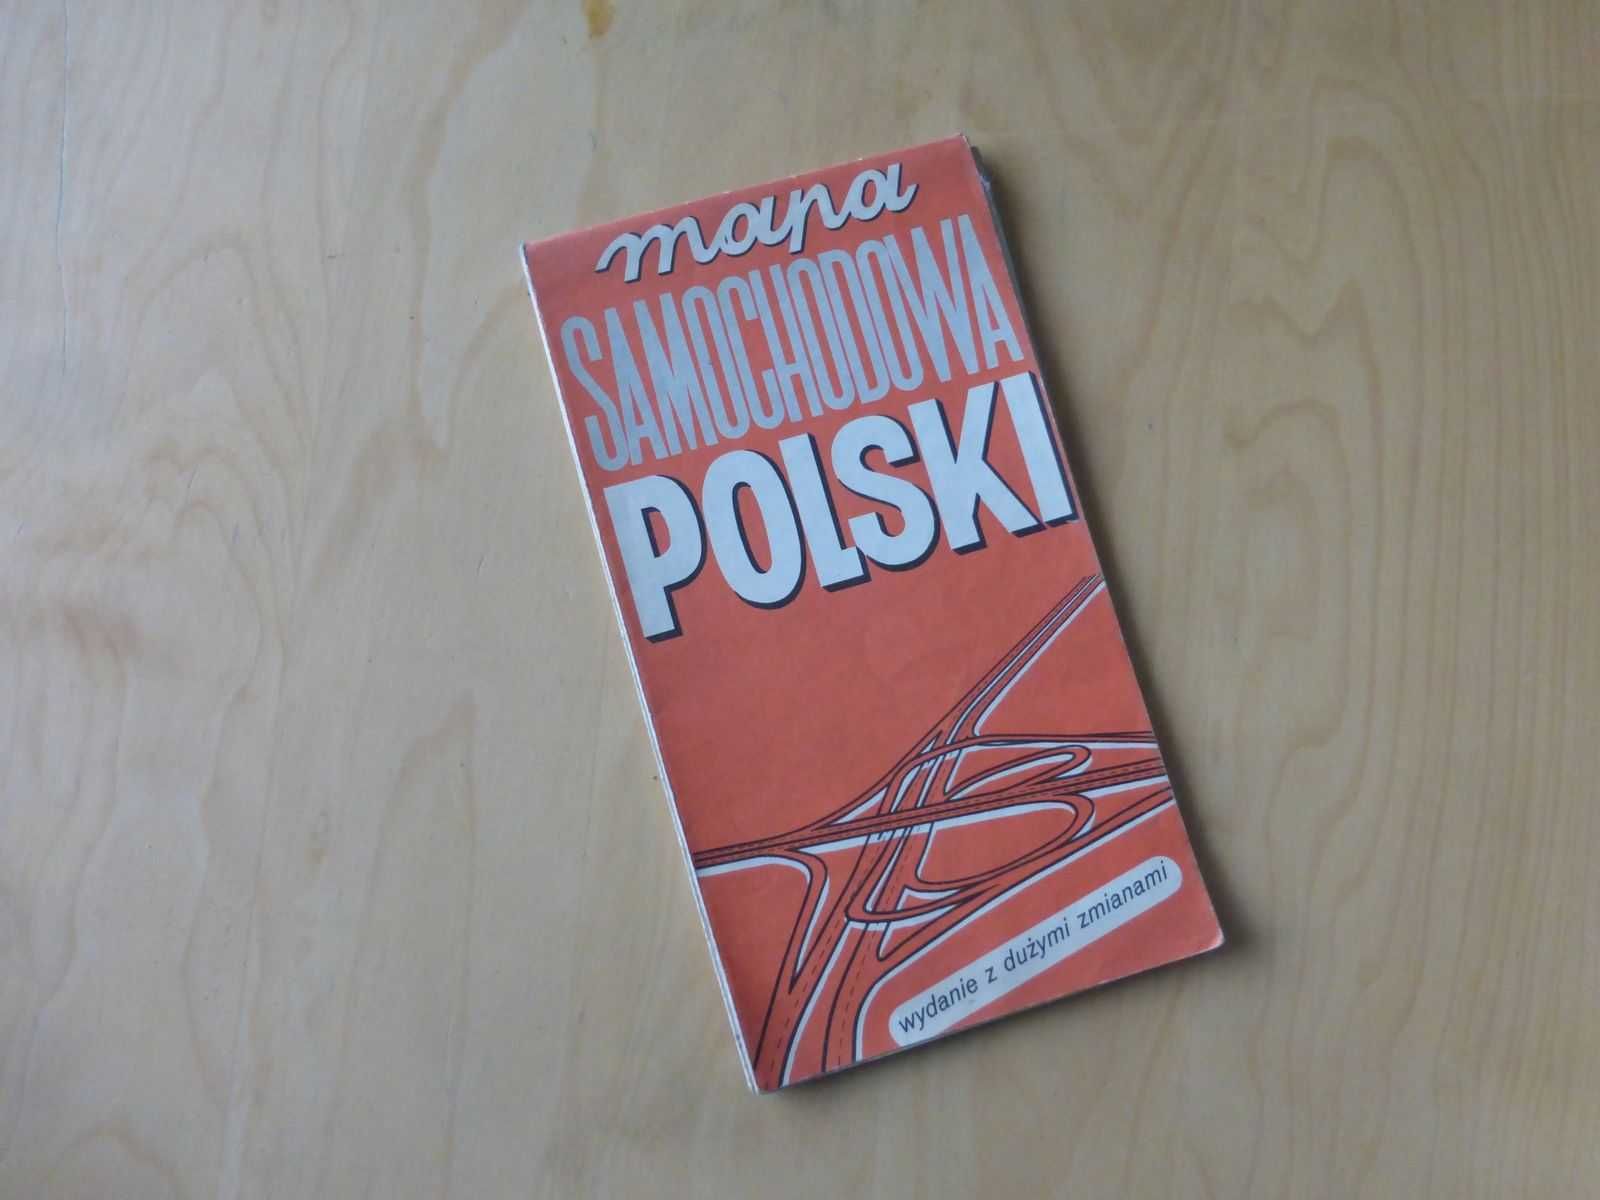 mapa
SAMOCHODOWA
POLSKI
wydanie z dużymi zmianami